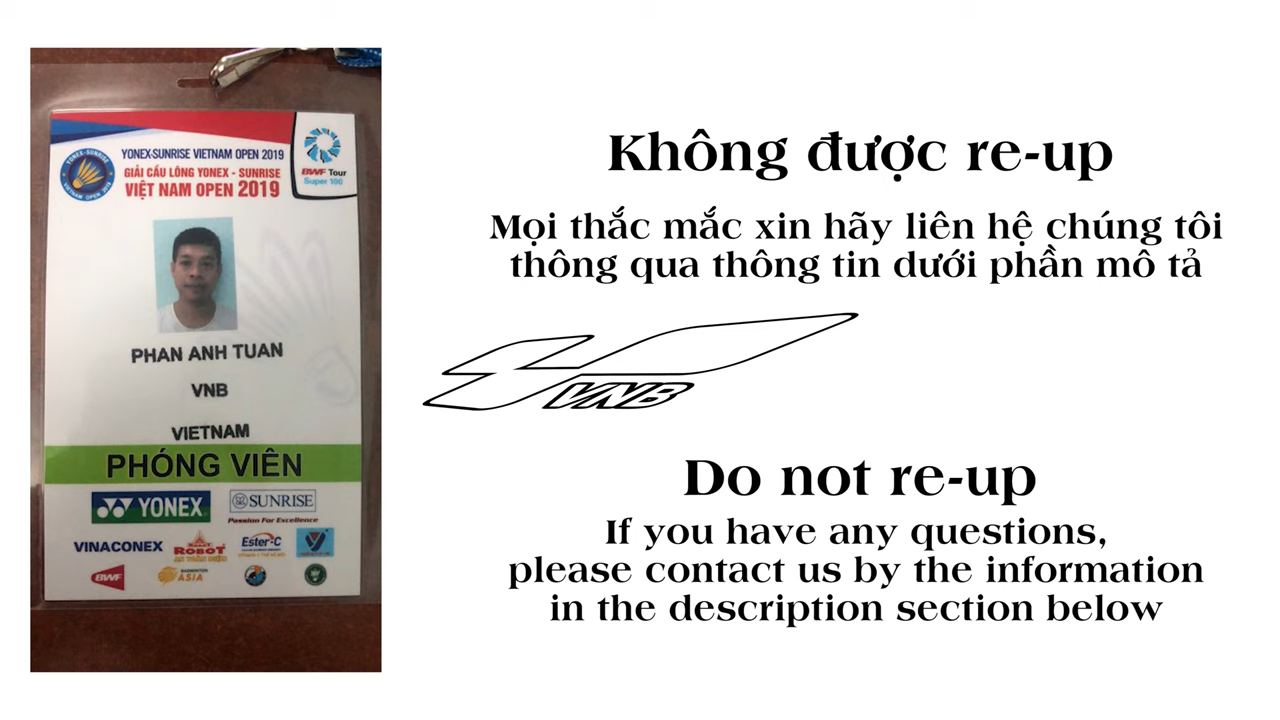 YONEX-SUNRISE VIETNAM OPEN 2019
GIẢI CẦU LÔNG YONEX - SUNRISE
VIỆT NAM OPEN 2019
BWF Tour
Super 100
PHAN ANH TUAN
VNB
VIETNAM
PHÓNG VIÊN
YONEX
SUNRISE
Passion For Excellence
VINACONEX
ROBOT
Ester-C
BWF
BADMINTON
ASIA
Không được re-up
Mọi thắc mắc xin hãy liên hệ chúng tôi
thông qua thông tin dưới phần mô tả
VNB
Do not re-up
If you have any questions,
please contact us by the information
in the description section below